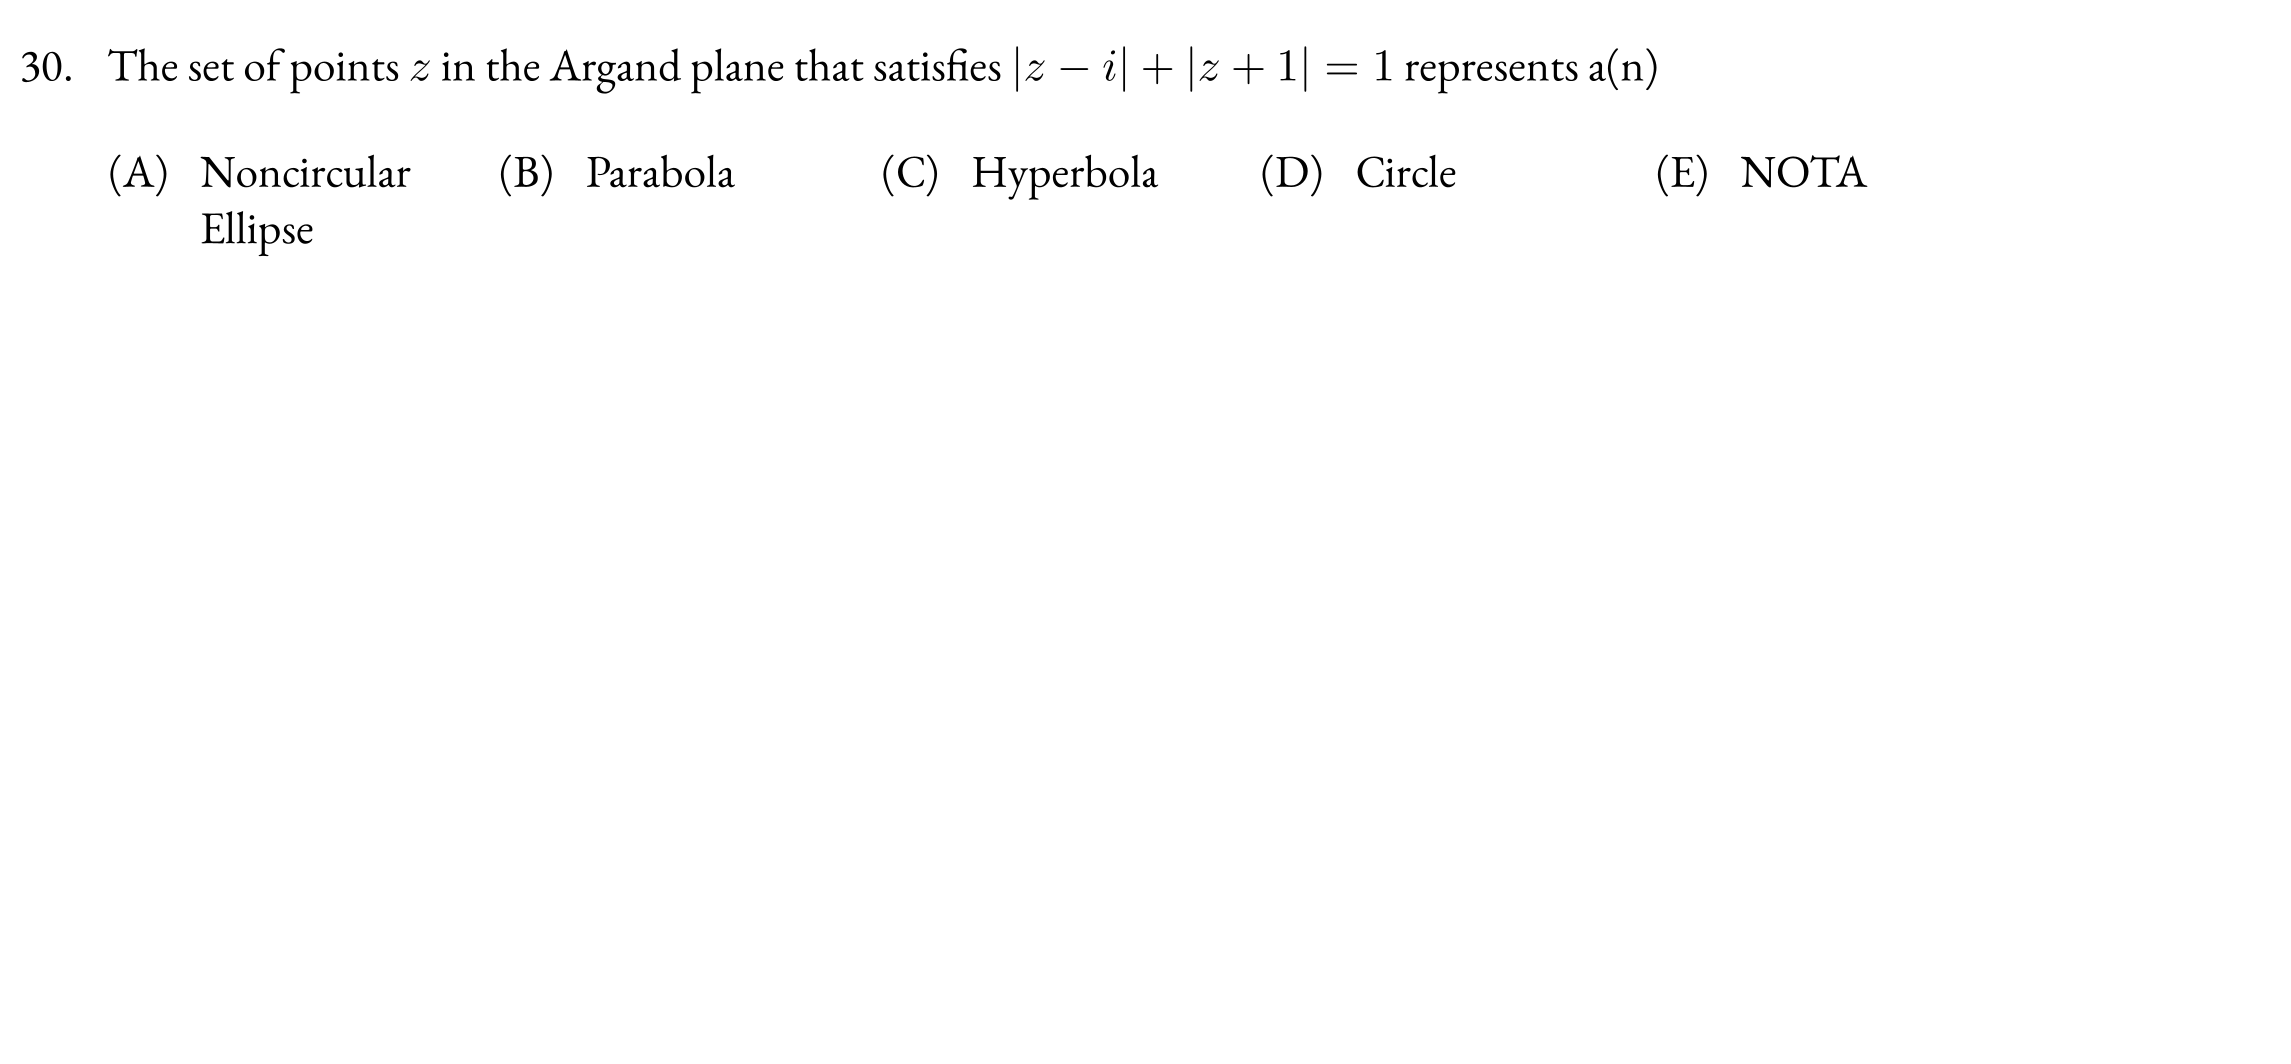 30. The set of points z in the Argand plane that satisfies |z − i| + |z + 1| = 1 represents a(n)
(A) Noncircular Ellipse (B) Parabola (C) Hyperbola (D) Circle (E) NOTA